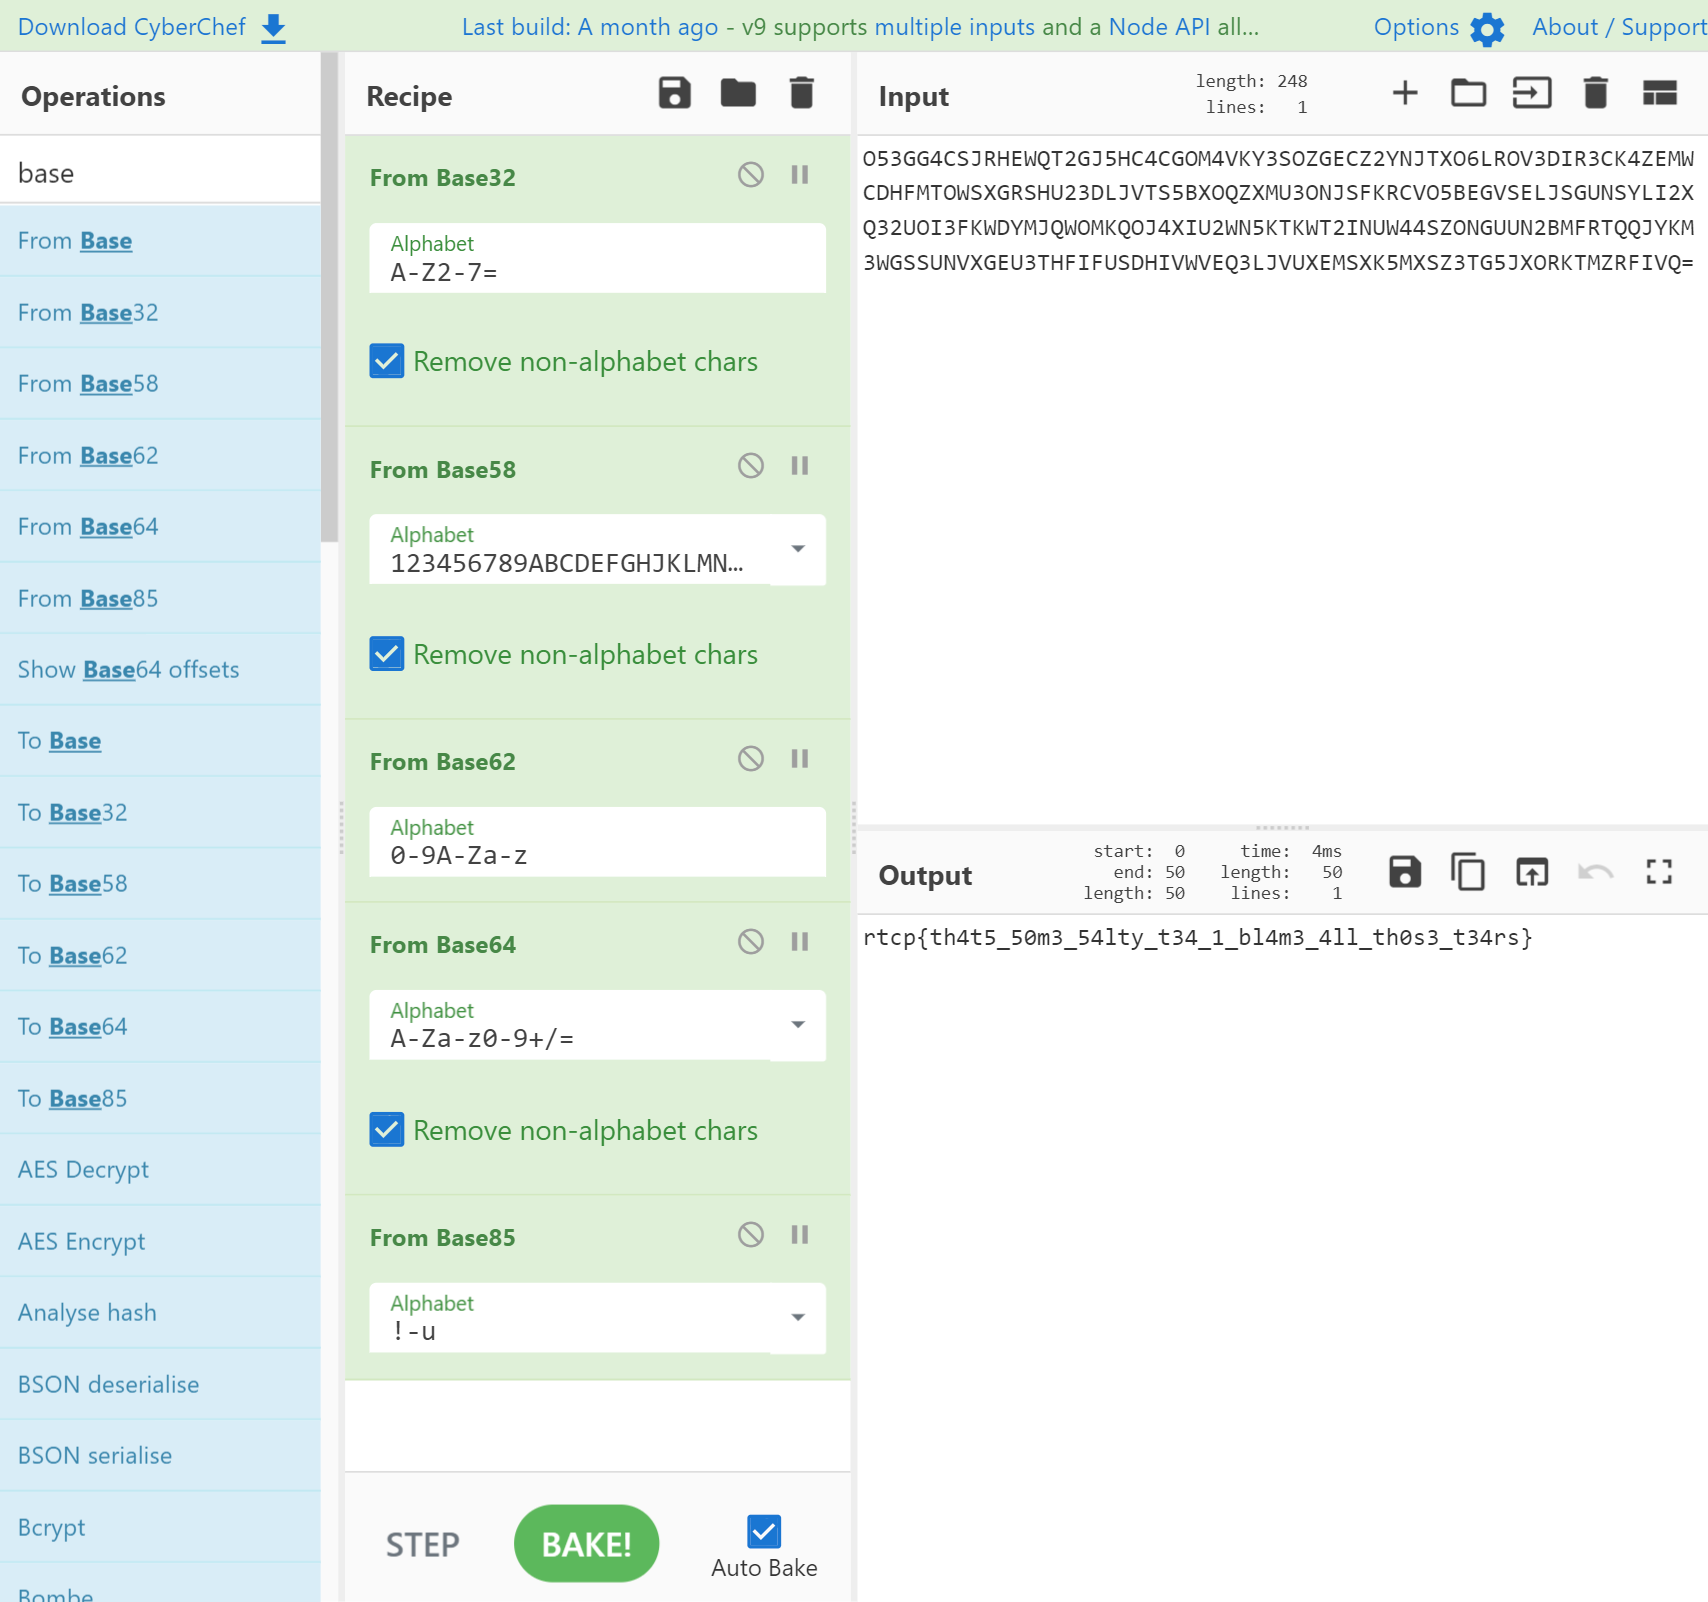 Download CyberChef
Last build: A month ago - v9 supports multiple inputs and a Node API all...
Options
About / Support
Operations
base
From Base
From Base32
From Base58
From Base62
From Base64
From Base85
Show Base64 offsets
To Base
To Base32
To Base58
To Base62
To Base64
To Base85
AES Decrypt
AES Encrypt
Analyse hash
BSON deserialise
BSON serialise
Bcrypt
Bombe
Recipe
From Base32
Alphabet
A-Z2-7=
Remove non-alphabet chars
From Base58
Alphabet
123456789ABCDEFGHJKLMN…
Remove non-alphabet chars
From Base62
Alphabet
0-9A-Za-z
From Base64
Alphabet
A-Za-z0-9+/=
Remove non-alphabet chars
From Base85
Alphabet
!-u
STEP
BAKE!
Auto Bake
Input
length: 248
lines: 1
O53GG4CSJRHEWQT2GJ5HC4CGOM4VKY3SOZGECZ2YNJTXO6LROV3DIR3CK4ZEMW
CDHFMTOWSXGRSHU23DLJVTS5BXOQZXMU3ONJSFKRCVO5BEGVSELJSGUNSYLI2X
Q32UOI3FKWDYMJQWOMKQOJ4XIU2WN5KTKWT2INUW44SZONGUUN2BMFRTQQJYKM
3WGSSUNVXGEU3THFIFUSDHIVWVEQ3LJVUXEMSXK5MXSZ3TG5JXORKTMZRFIVQ=
Output
start: 0
end: 50
length: 50
time: 4ms
length: 50
lines: 1
rtcp{th4t5_50m3_54lty_t34_1_bl4m3_4ll_th0s3_t34rs}